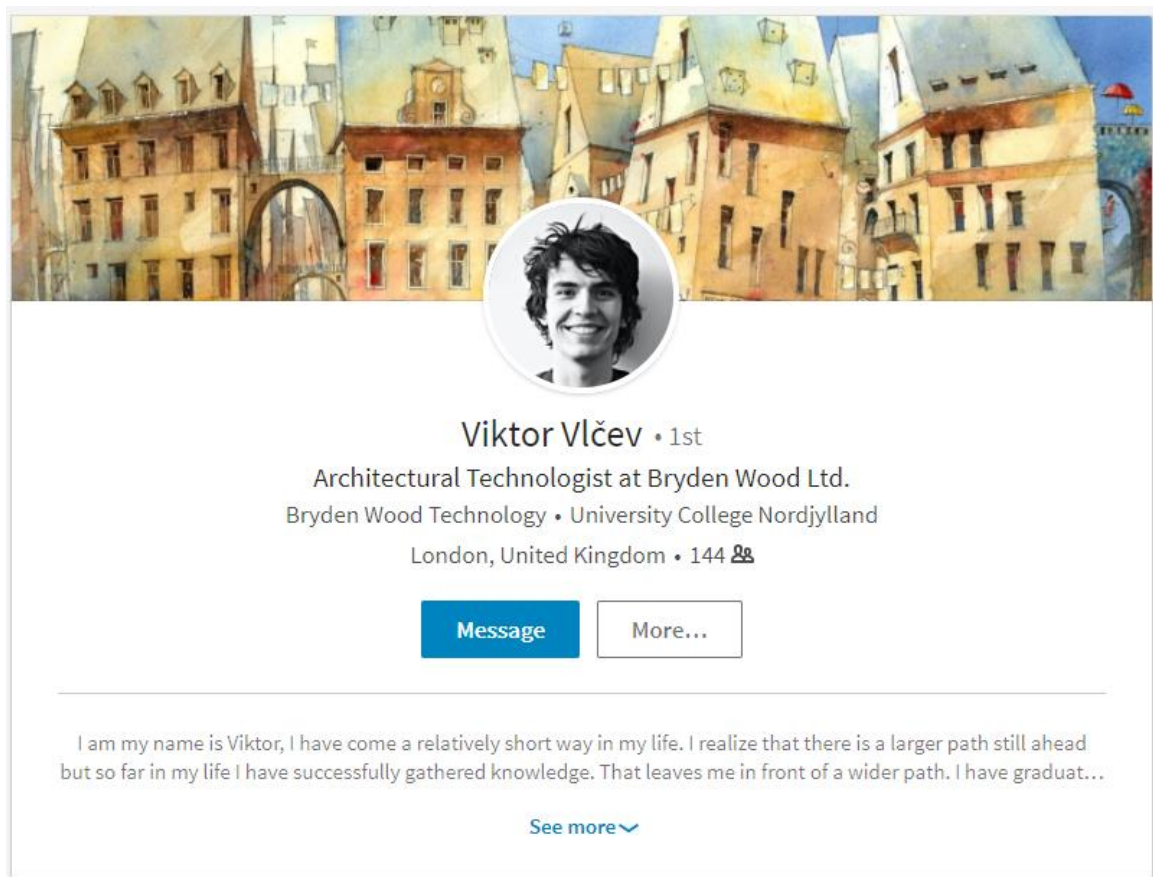 Viktor Vlčev • 1st
Architectural Technologist at Bryden Wood Ltd.
Bryden Wood Technology • University College Nordjylland
London, United Kingdom • 144
Message More...
I am my name is Viktor, I have come a relatively short way in my life. I realize that there is a larger path still ahead
but so far in my life I have successfully gathered knowledge. That leaves me in front of a wider path. I have graduat...
See more